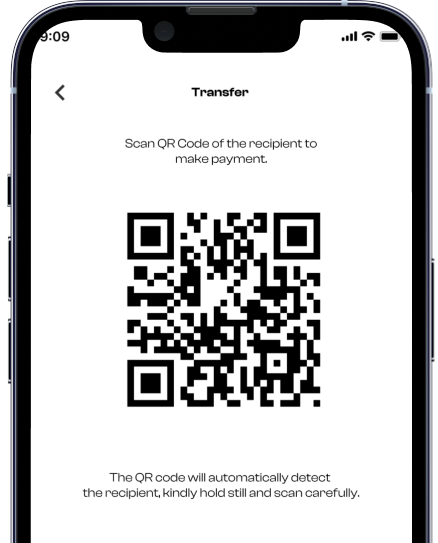 9:09
Transfer
Scan QR Code of the recipient to
make payment.
The QR code will automatically detect
the recipient, kindly hold still and scan carefully.